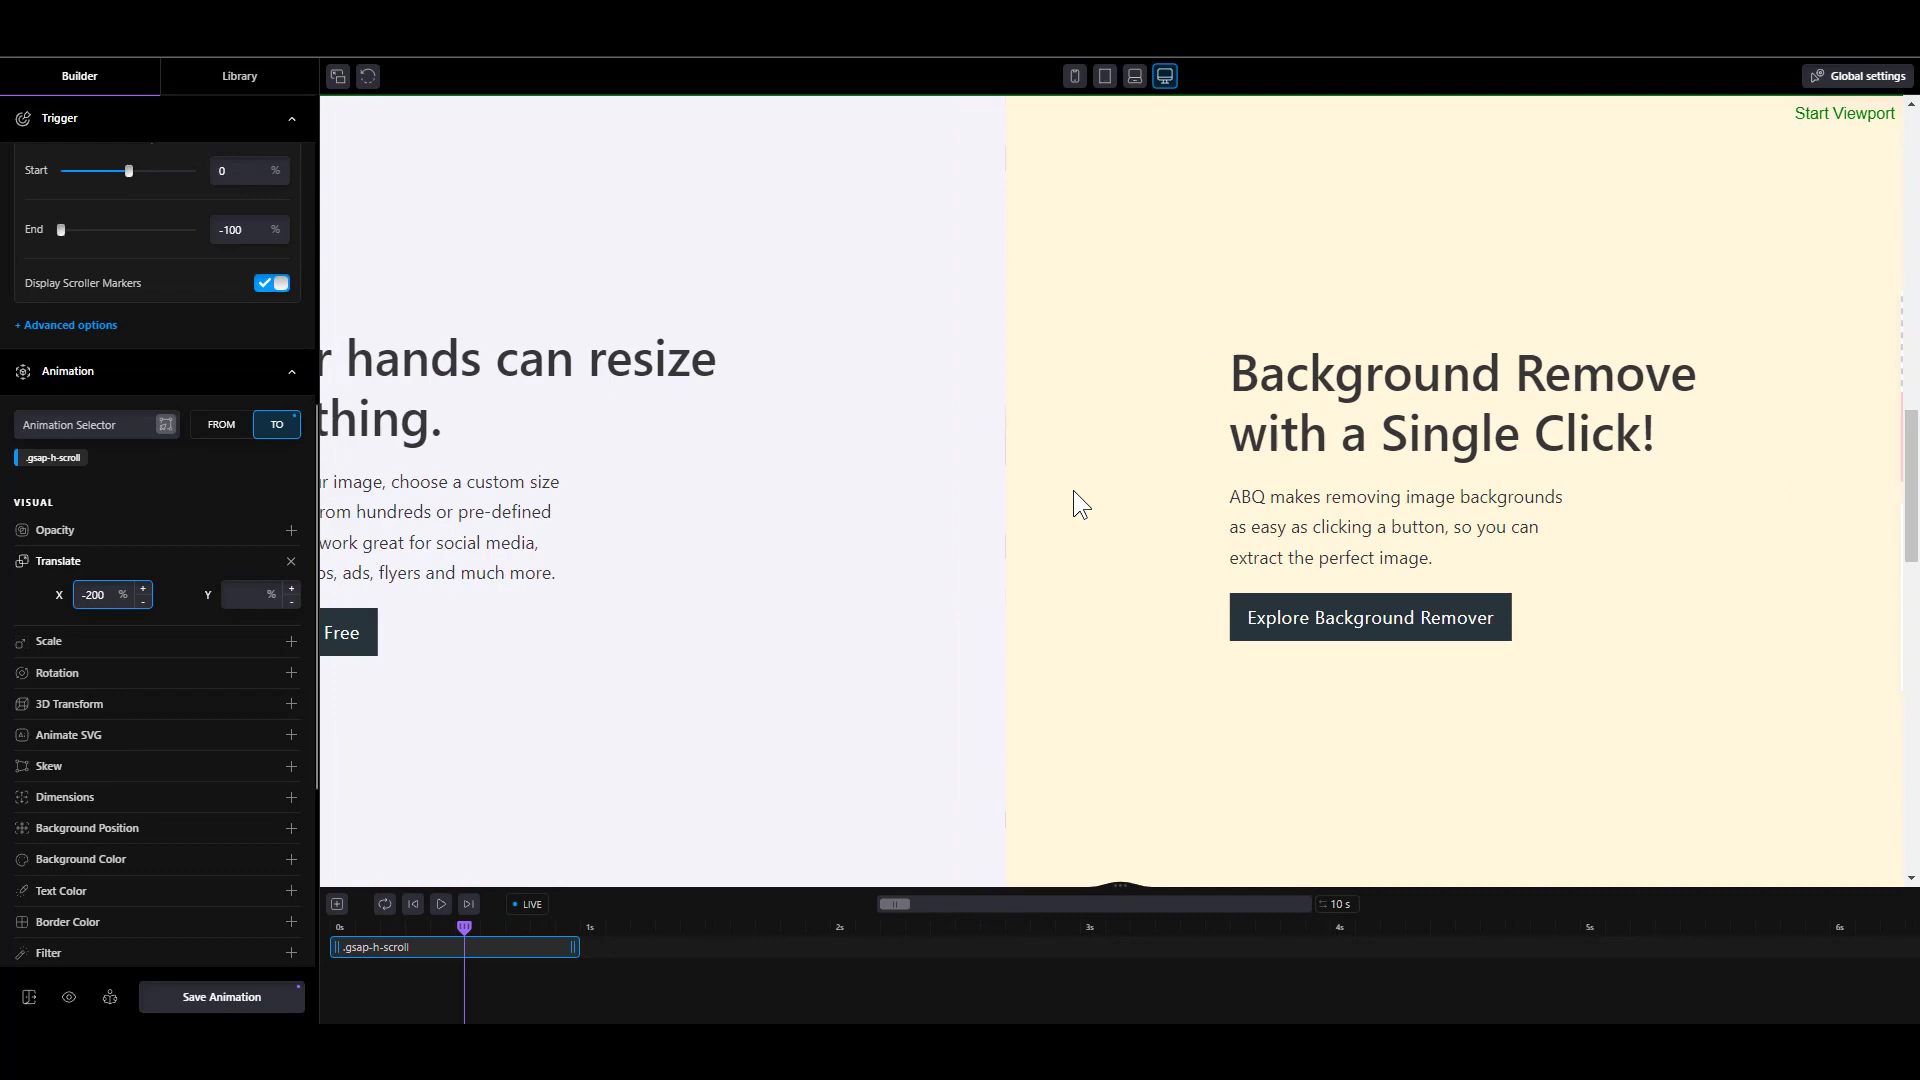 Builder
Library
Global settings
Trigger
Start 0 %
End -100 %
Display Scroller Markers
+ Advanced options
Animation
Animation Selector
FROM
TO
.gsap-h-scroll
VISUAL
Opacity
Translate
X -200 % + -
Y % + -
Scale
Rotation
3D Transform
Animate SVG
Skew
Dimensions
Background Position
Background Color
Text Color
Border Color
Filter
Save Animation
Start Viewport
r hands can resize
thing.
ur image, choose a custom size
rom hundreds or pre-defined
work great for social media,
os, ads, flyers and much more.
Free
Background Remove
with a Single Click!
ABQ makes removing image backgrounds
as easy as clicking a button, so you can
extract the perfect image.
Explore Background Remover
LIVE
10 s
0s 1s 2s 3s 4s 5s 6s
.gsap-h-scroll